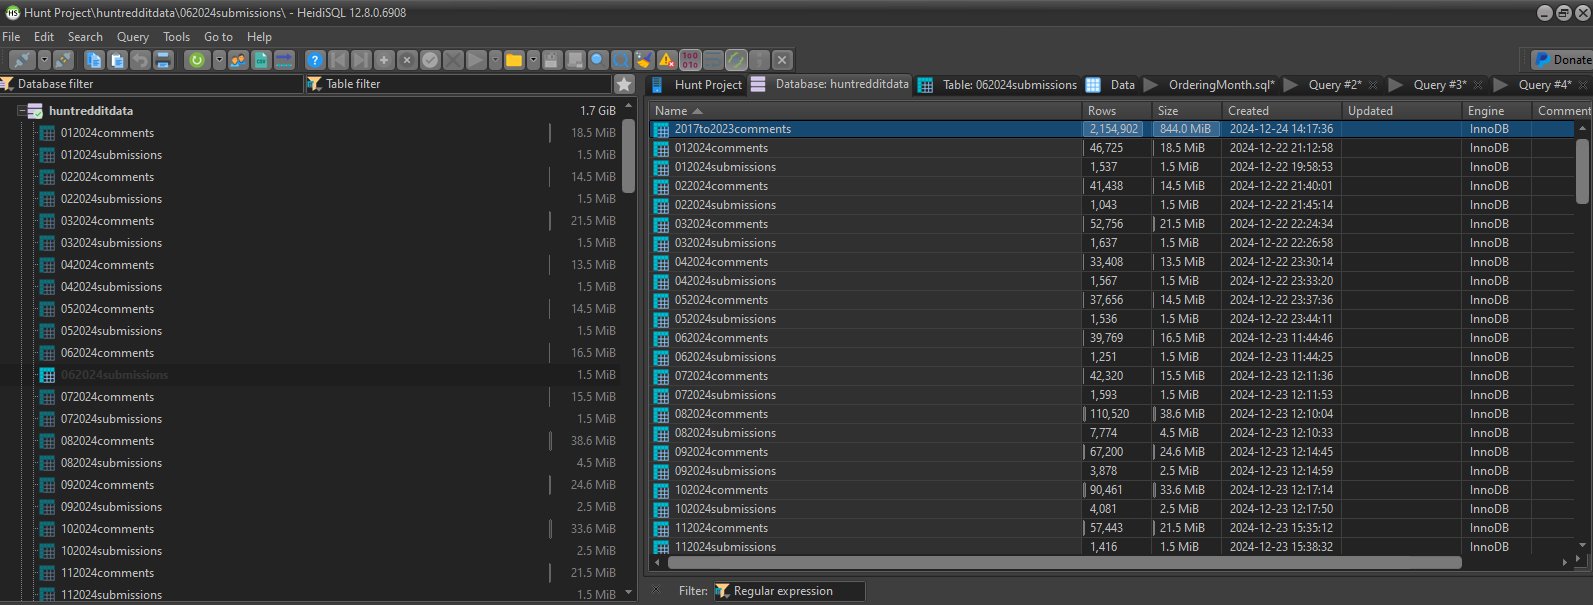 HS Hunt Project\huntredditdata\062024submissions\ - HeidiSQL 12.8.0.6908
File Edit Search Query Tools Go to Help
Donate
Database filter Table filter
Hunt Project Database: huntredditdata Table: 062024submissions Data OrderingMonth.sql* Query #2* Query #3* Query #4*
huntredditdata 1.7 GiB
012024comments 18.5 MiB
012024submissions 1.5 MiB
022024comments 14.5 MiB
022024submissions 1.5 MiB
032024comments 21.5 MiB
032024submissions 1.5 MiB
042024comments 13.5 MiB
042024submissions 1.5 MiB
052024comments 14.5 MiB
052024submissions 1.5 MiB
062024comments 16.5 MiB
062024submissions 1.5 MiB
072024comments 15.5 MiB
072024submissions 1.5 MiB
082024comments 38.6 MiB
082024submissions 4.5 MiB
092024comments 24.6 MiB
092024submissions 2.5 MiB
102024comments 33.6 MiB
102024submissions 2.5 MiB
112024comments 21.5 MiB
112024submissions 1.5 MiB
Name Rows Size Created Updated Engine Comment
2017to2023comments 2,154,902 844.0 MiB 2024-12-24 14:17:36 InnoDB
012024comments 46,725 18.5 MiB 2024-12-22 21:12:58 InnoDB
012024submissions 1,537 1.5 MiB 2024-12-22 19:58:53 InnoDB
022024comments 41,438 14.5 MiB 2024-12-22 21:40:01 InnoDB
022024submissions 1,043 1.5 MiB 2024-12-22 21:45:14 InnoDB
032024comments 52,756 21.5 MiB 2024-12-22 22:24:34 InnoDB
032024submissions 1,637 1.5 MiB 2024-12-22 22:26:58 InnoDB
042024comments 33,408 13.5 MiB 2024-12-22 23:30:14 InnoDB
042024submissions 1,567 1.5 MiB 2024-12-22 23:33:20 InnoDB
052024comments 37,656 14.5 MiB 2024-12-22 23:37:36 InnoDB
052024submissions 1,536 1.5 MiB 2024-12-22 23:44:11 InnoDB
062024comments 39,769 16.5 MiB 2024-12-23 11:44:46 InnoDB
062024submissions 1,251 1.5 MiB 2024-12-23 11:44:25 InnoDB
072024comments 42,320 15.5 MiB 2024-12-23 12:11:36 InnoDB
072024submissions 1,593 1.5 MiB 2024-12-23 12:11:53 InnoDB
082024comments 110,520 38.6 MiB 2024-12-23 12:10:04 InnoDB
082024submissions 7,774 4.5 MiB 2024-12-23 12:10:33 InnoDB
092024comments 67,200 24.6 MiB 2024-12-23 12:14:45 InnoDB
092024submissions 3,878 2.5 MiB 2024-12-23 12:14:59 InnoDB
102024comments 90,461 33.6 MiB 2024-12-23 12:17:14 InnoDB
102024submissions 4,081 2.5 MiB 2024-12-23 12:17:50 InnoDB
112024comments 57,443 21.5 MiB 2024-12-23 15:35:12 InnoDB
112024submissions 1,416 1.5 MiB 2024-12-23 15:38:32 InnoDB
Filter: Regular expression